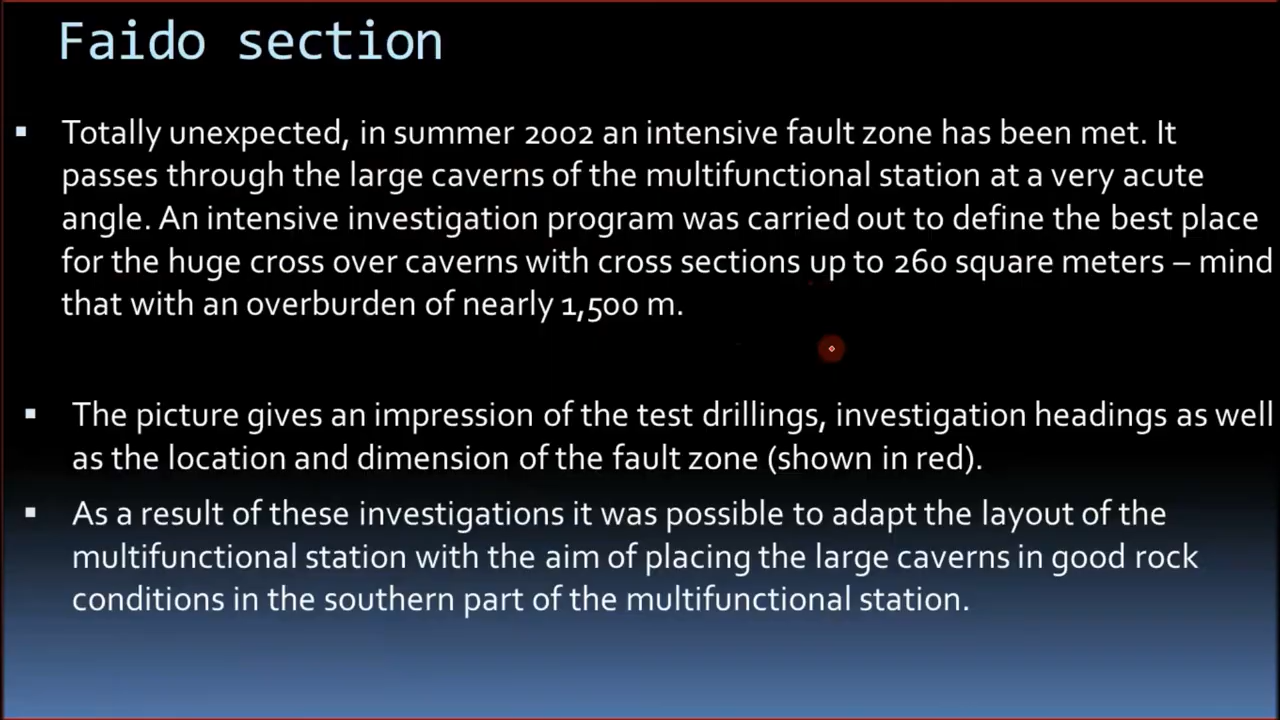 Faido section
▪ Totally unexpected, in summer 2002 an intensive fault zone has been met. It
passes through the large caverns of the multifunctional station at a very acute
angle. An intensive investigation program was carried out to define the best place
for the huge cross over caverns with cross sections up to 260 square meters – mind
that with an overburden of nearly 1,500 m.
▪ The picture gives an impression of the test drillings, investigation headings as well
as the location and dimension of the fault zone (shown in red).
▪ As a result of these investigations it was possible to adapt the layout of the
multifunctional station with the aim of placing the large caverns in good rock
conditions in the southern part of the multifunctional station.